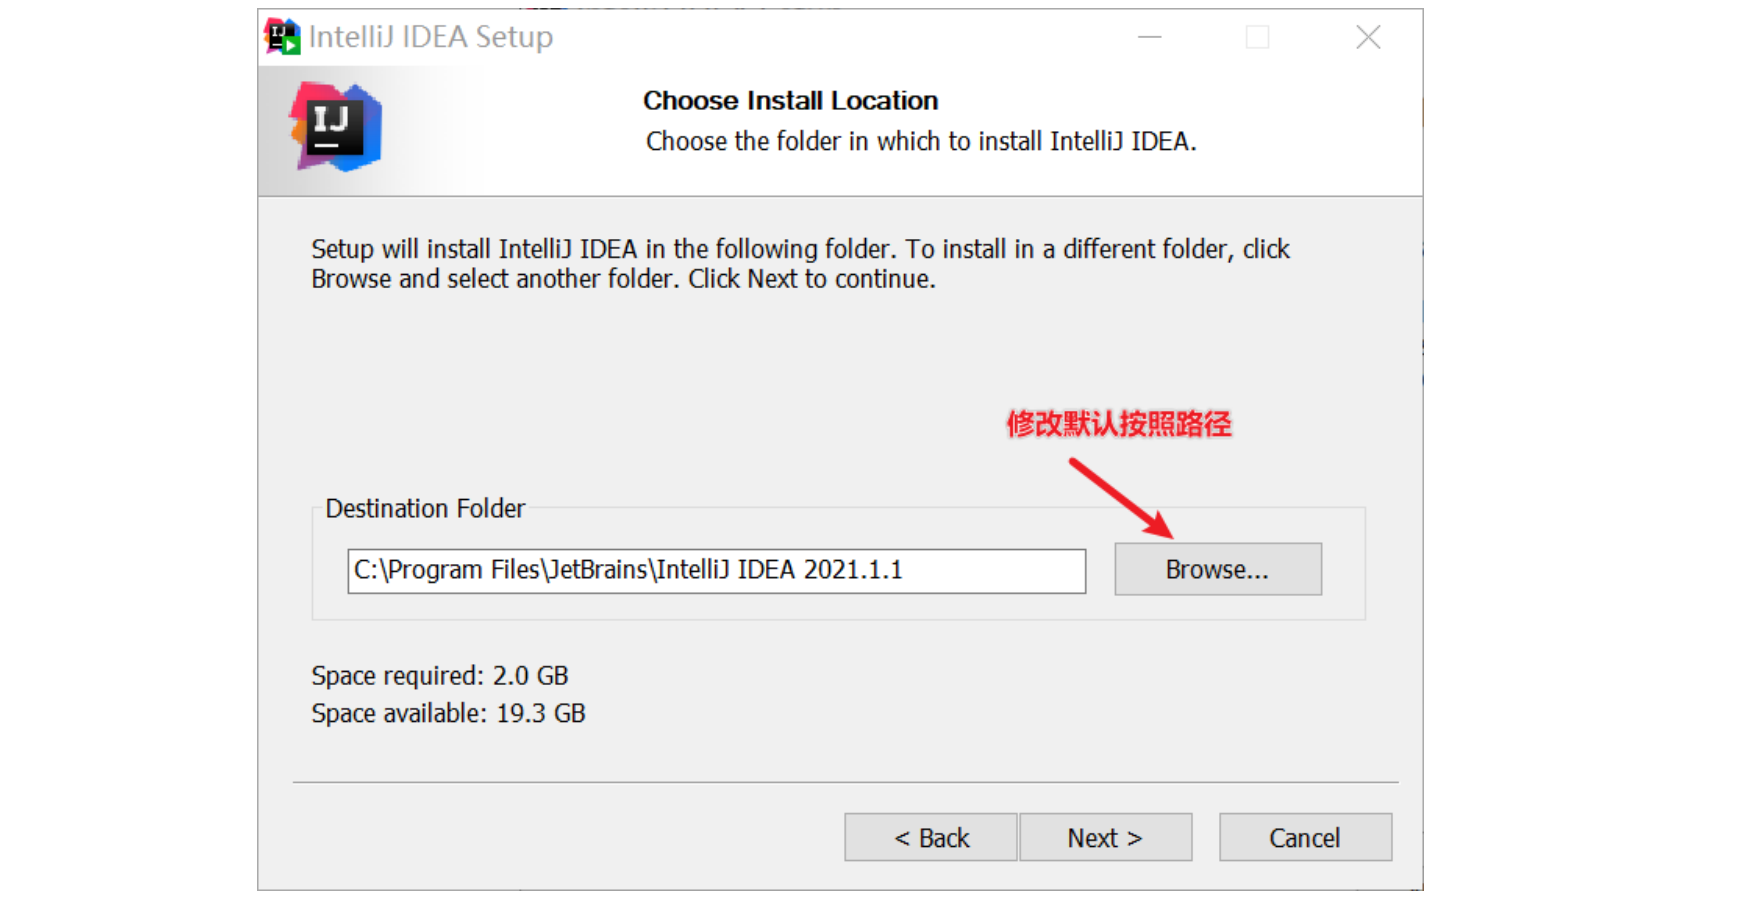 IntelliJ IDEA Setup
IJ
Choose Install Location
Choose the folder in which to install IntelliJ IDEA.
Setup will install IntelliJ IDEA in the following folder. To install in a different folder, click
Browse and select another folder. Click Next to continue.
修改默认按照路径
Destination Folder
C:\Program Files\JetBrains\IntelliJ IDEA 2021.1.1
Browse...
Space required: 2.0 GB
Space available: 19.3 GB
< Back
Next >
Cancel